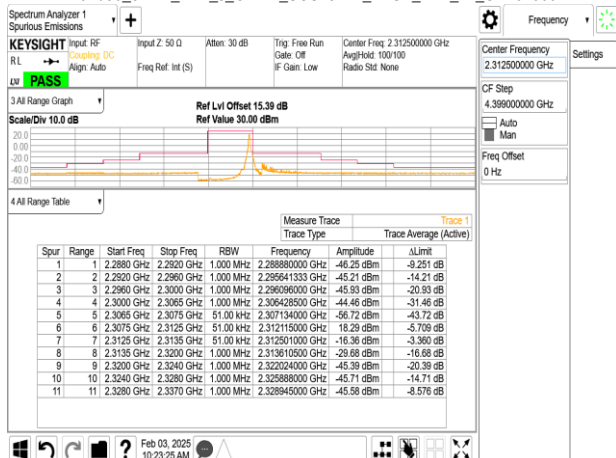 Spectrum Analyzer 1
Spurious Emissions
Frequency
KEYSIGHT
Input: RF
Input Z: 50 Ω
Atten: 30 dB
Trig: Free Run
Center Freq: 2.312500000 GHz
RL
Coupling: DC
Gate: Off
Avg|Hold: 100/100
Align: Auto
Freq Ref: Int (S)
IF Gain: Low
Radio Std: None
LXI
PASS
Center Frequency
2.312500000 GHz
Settings
CF Step
4.399000000 GHz
Auto
Man
Freq Offset
0 Hz
3 All Range Graph
Ref Lvl Offset 15.39 dB
Scale/Div 10.0 dB
Ref Value 30.00 dBm
20.0
0.00
-20.0
-40.0
-60.0
4 All Range Table
Measure Trace Trace 1
Trace Type Trace Average (Active)
Spur Range Start Freq Stop Freq RBW Frequency Amplitude ΔLimit
1 1 2.2880 GHz 2.2920 GHz 1.000 MHz 2.288880000 GHz -46.25 dBm -9.251 dB
2 2 2.2920 GHz 2.2960 GHz 1.000 MHz 2.295641333 GHz -45.21 dBm -14.21 dB
3 3 2.2960 GHz 2.3000 GHz 1.000 MHz 2.296096000 GHz -45.93 dBm -20.93 dB
4 4 2.3000 GHz 2.3065 GHz 1.000 MHz 2.306428500 GHz -44.46 dBm -31.46 dB
5 5 2.3065 GHz 2.3075 GHz 51.00 kHz 2.307134000 GHz -56.72 dBm -43.72 dB
6 6 2.3075 GHz 2.3125 GHz 51.00 kHz 2.312115000 GHz 18.29 dBm -5.709 dB
7 7 2.3125 GHz 2.3135 GHz 51.00 kHz 2.312501000 GHz -16.36 dBm -3.360 dB
8 8 2.3135 GHz 2.3200 GHz 1.000 MHz 2.313610500 GHz -29.68 dBm -16.68 dB
9 9 2.3200 GHz 2.3240 GHz 1.000 MHz 2.322024000 GHz -45.39 dBm -20.39 dB
10 10 2.3240 GHz 2.3280 GHz 1.000 MHz 2.325888000 GHz -45.71 dBm -14.71 dB
11 11 2.3280 GHz 2.3370 GHz 1.000 MHz 2.328945000 GHz -45.58 dBm -8.576 dB
Feb 03, 2025
10:23:25 AM